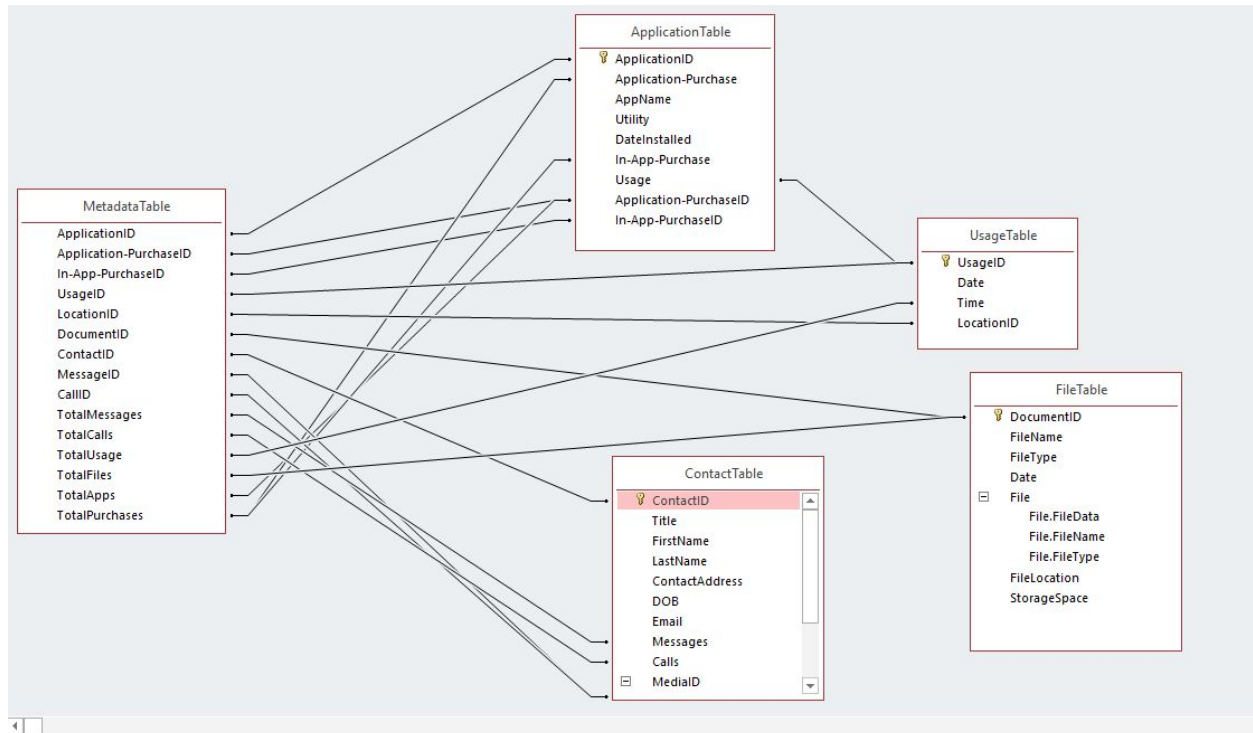 MetadataTable
ApplicationID
Application-PurchaseID
In-App-PurchaseID
UsageID
LocationID
DocumentID
ContactID
MessageID
CallID
TotalMessages
TotalCalls
TotalUsage
TotalFiles
TotalApps
TotalPurchases
ApplicationTable
ApplicationID
Application-Purchase
AppName
Utility
DateInstalled
In-App-Purchase
Usage
Application-PurchaseID
In-App-PurchaseID
UsageTable
UsageID
Date
Time
LocationID
ContactTable
ContactID
Title
FirstName
LastName
ContactAddress
DOB
Email
Messages
Calls
MediaID
FileTable
DocumentID
FileName
FileType
Date
File
File.FileData
File.FileName
File.FileType
FileLocation
StorageSpace